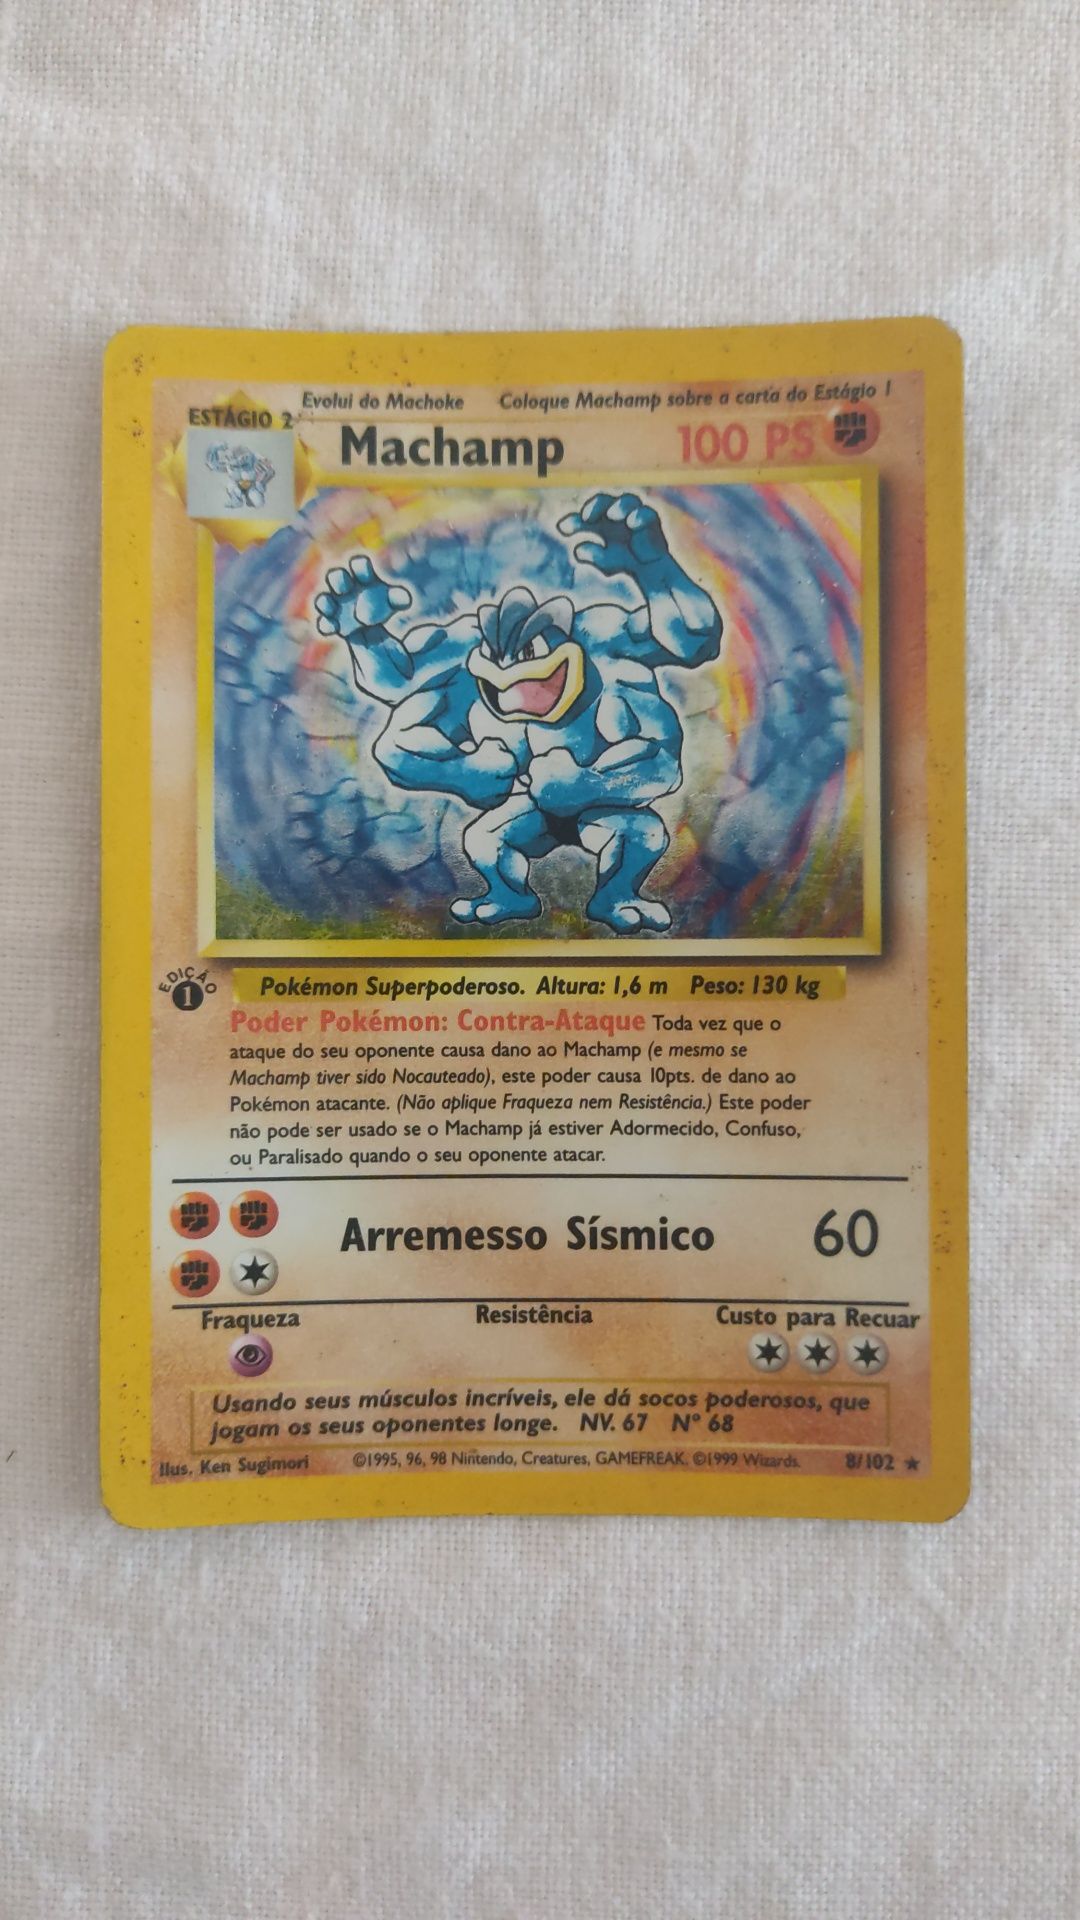 Evolui do Machoke Coloque Machamp sobre a carta do Estágio 1
ESTÁGIO 2
Machamp 100 PS
EDIÇÃO
1
Pokémon Superpoderoso. Altura: 1,6 m Peso: 130 kg
Poder Pokémon: Contra-Ataque Toda vez que o
ataque do seu oponente causa dano ao Machamp (e mesmo se
Machamp tiver sido Nocauteado), este poder causa 10pts. de dano ao
Pokémon atacante. (Não aplique Fraqueza nem Resistência.) Este poder
não pode ser usado se o Machamp já estiver Adormecido, Confuso,
ou Paralisado quando o seu oponente atacar.
Arremesso Sísmico 60
Fraqueza Resistência Custo para Recuar
Usando seus músculos incríveis, ele dá socos poderosos, que
jogam os seus oponentes longe. NV. 67 Nº 68
Ilus. Ken Sugimori ©1995, 96, 98 Nintendo, Creatures, GAMEFREAK. ©1999 Wizards. 8/102 ★